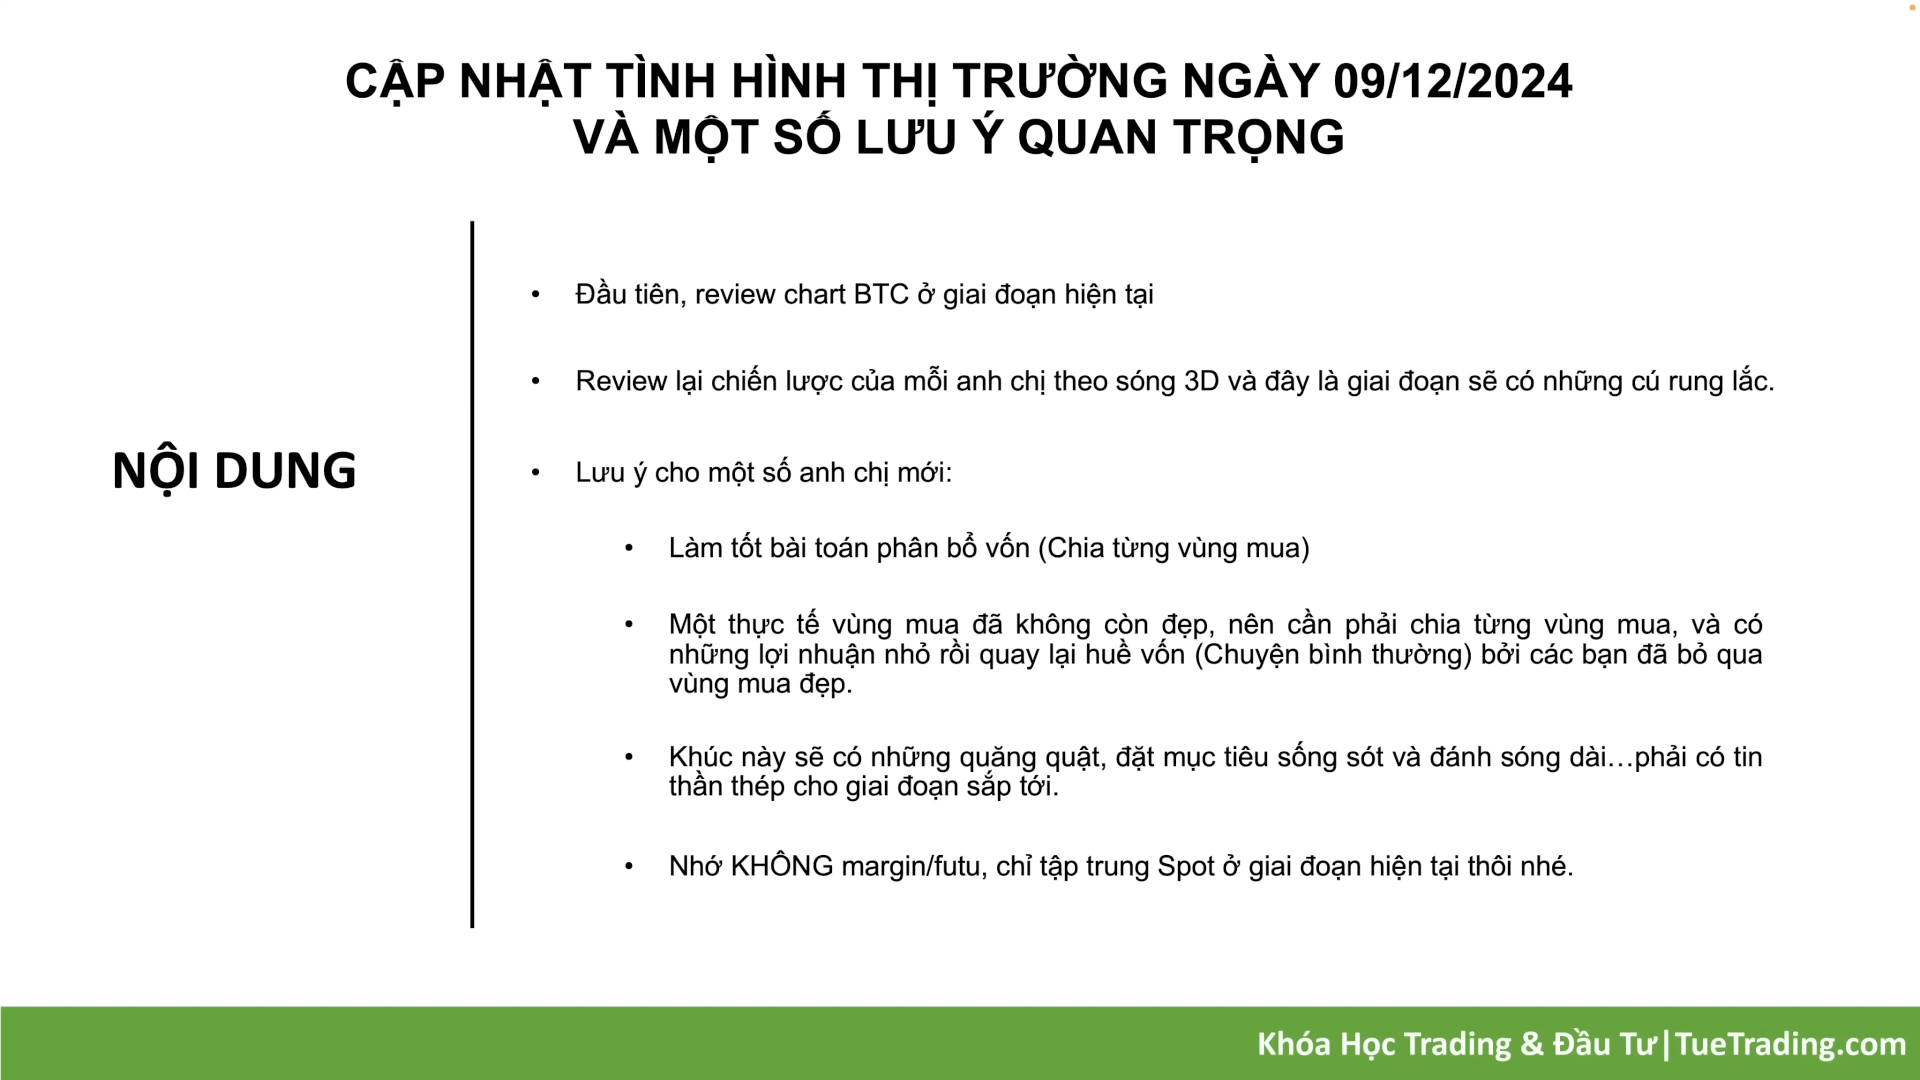 CẬP NHẬT TÌNH HÌNH THỊ TRƯỜNG NGÀY 09/12/2024
VÀ MỘT SỐ LƯU Ý QUAN TRỌNG
NỘI DUNG
• Đầu tiên, review chart BTC ở giai đoạn hiện tại
• Review lại chiến lược của mỗi anh chị theo sóng 3D và đây là giai đoạn sẽ có những cú rung lắc.
• Lưu ý cho một số anh chị mới:
• Làm tốt bài toán phân bổ vốn (Chia từng vùng mua)
• Một thực tế vùng mua đã không còn đẹp, nên cần phải chia từng vùng mua, và có
những lợi nhuận nhỏ rồi quay lại huề vốn (Chuyện bình thường) bởi các bạn đã bỏ qua
vùng mua đẹp.
• Khúc này sẽ có những quăng quật, đặt mục tiêu sống sót và đánh sóng dài…phải có tin
thần thép cho giai đoạn sắp tới.
• Nhớ KHÔNG margin/futu, chỉ tập trung Spot ở giai đoạn hiện tại thôi nhé.
Khóa Học Trading & Đầu Tư|TueTrading.com